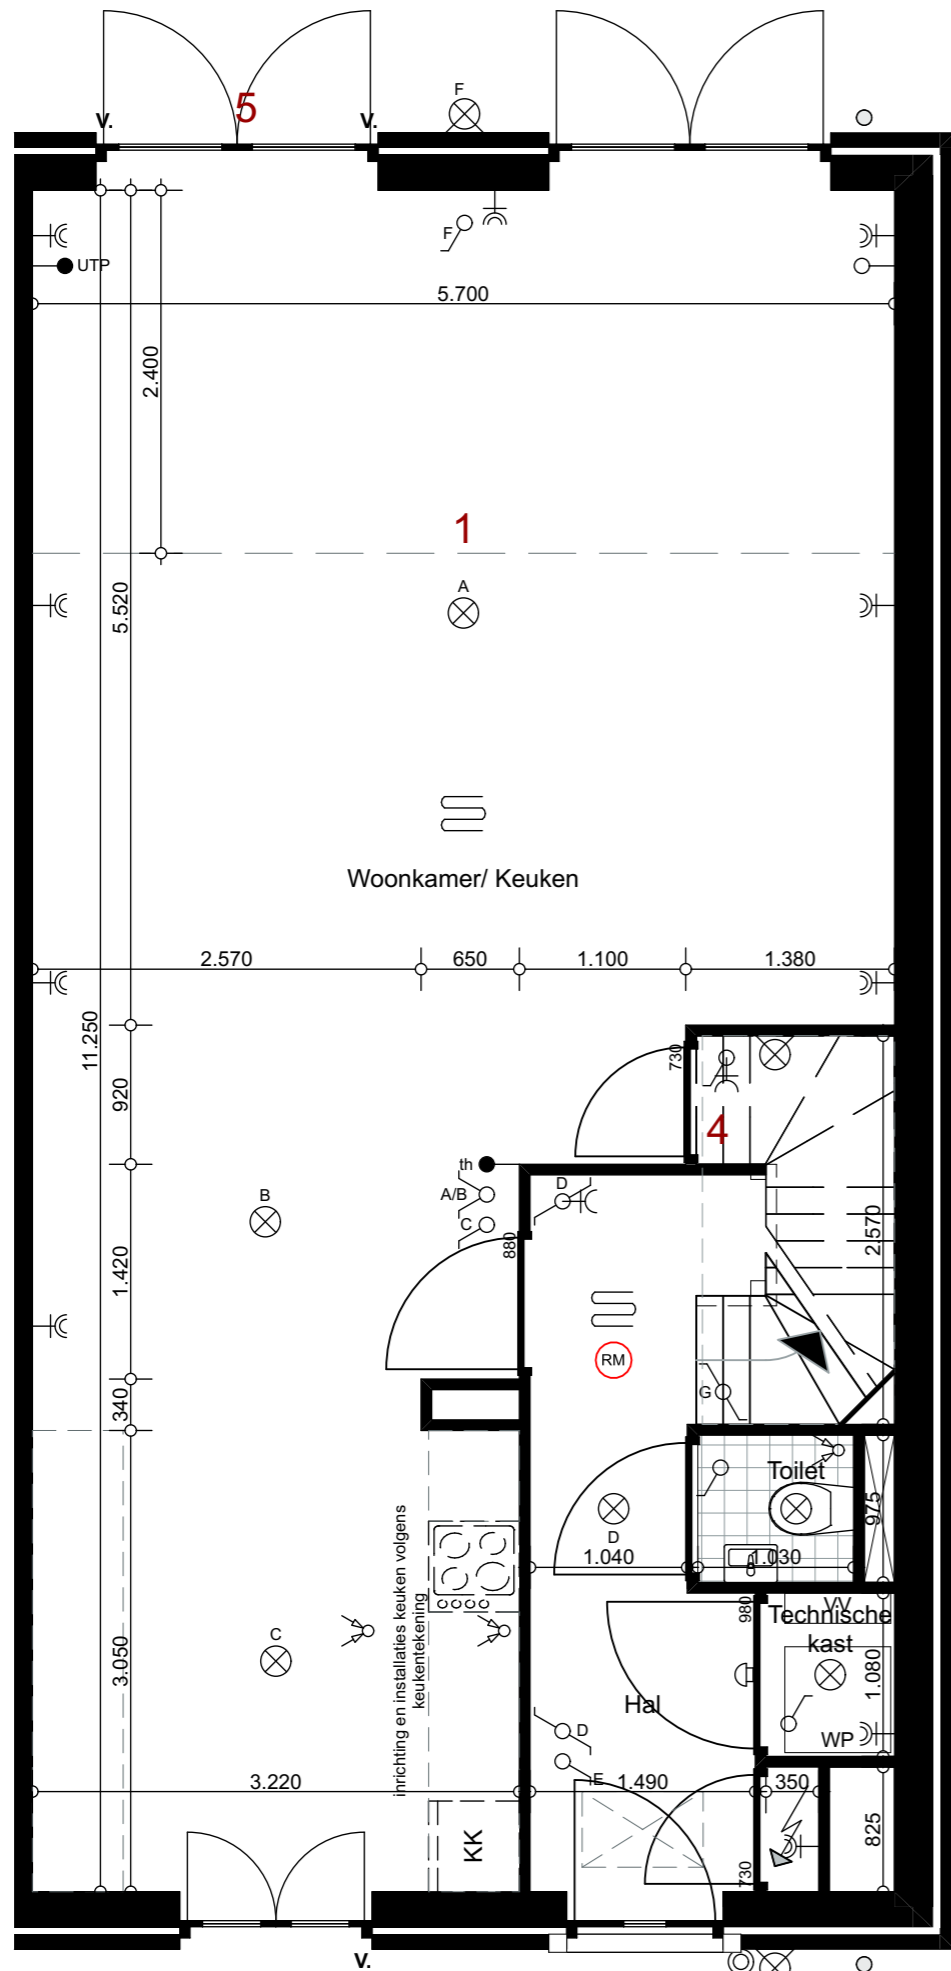 F
5
V.
V.
F
UTP
5.700
2.400
1
A
5.520
Woonkamer/ Keuken
2.570
650
1.100
1.380
11.250
730
920
4
th
A/B
D
B
C
880
2.570
1.420
RM
340
G
Toilet
975
D
1.040
1.030
inrichting en installaties keuken volgens
keukentekening
980
VV
Technische
kast
C
3.050
1.080
Hal
D
WP
E
3.220
1.490
350
KK
825
730
V.